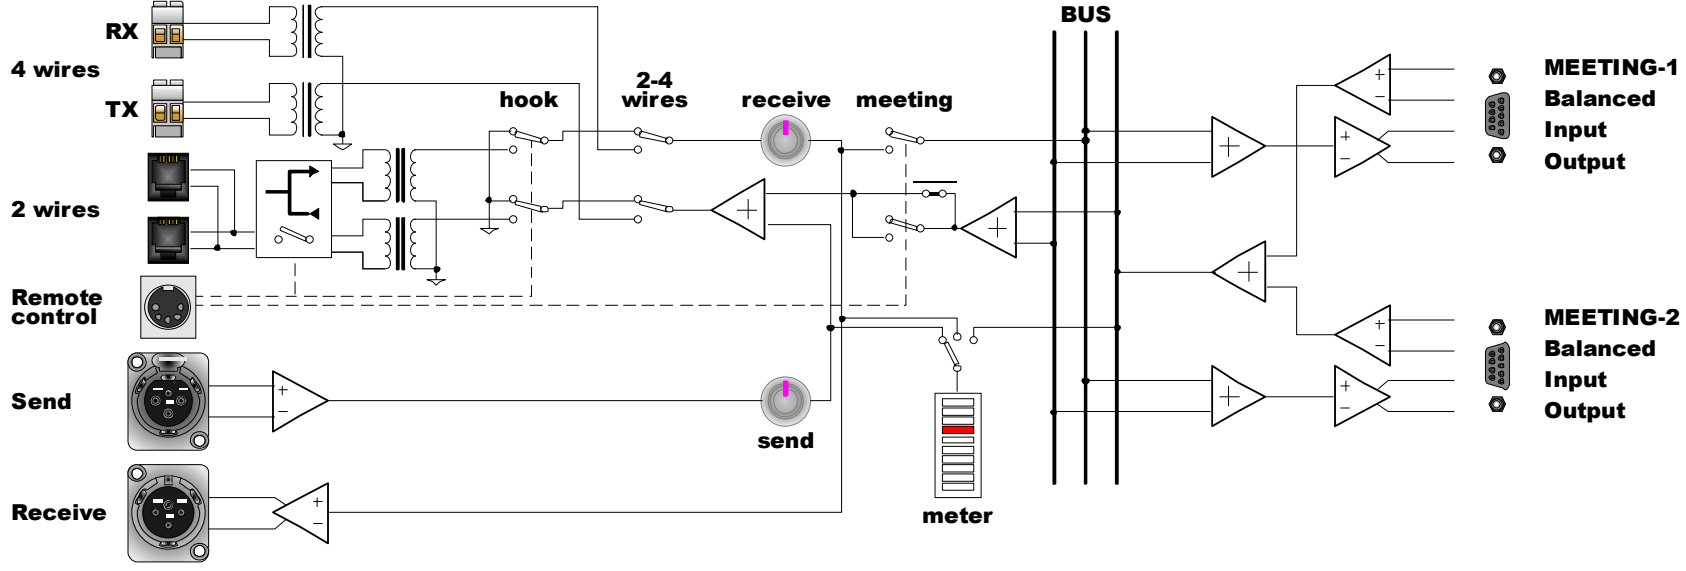 BUS
RX
4 wires
TX
2-4
wires
hook
receive
meeting
MEETING-1
Balanced
Input
Output
2 wires
Remote
control
MEETING-2
Balanced
Input
Output
Send
send
Receive
meter